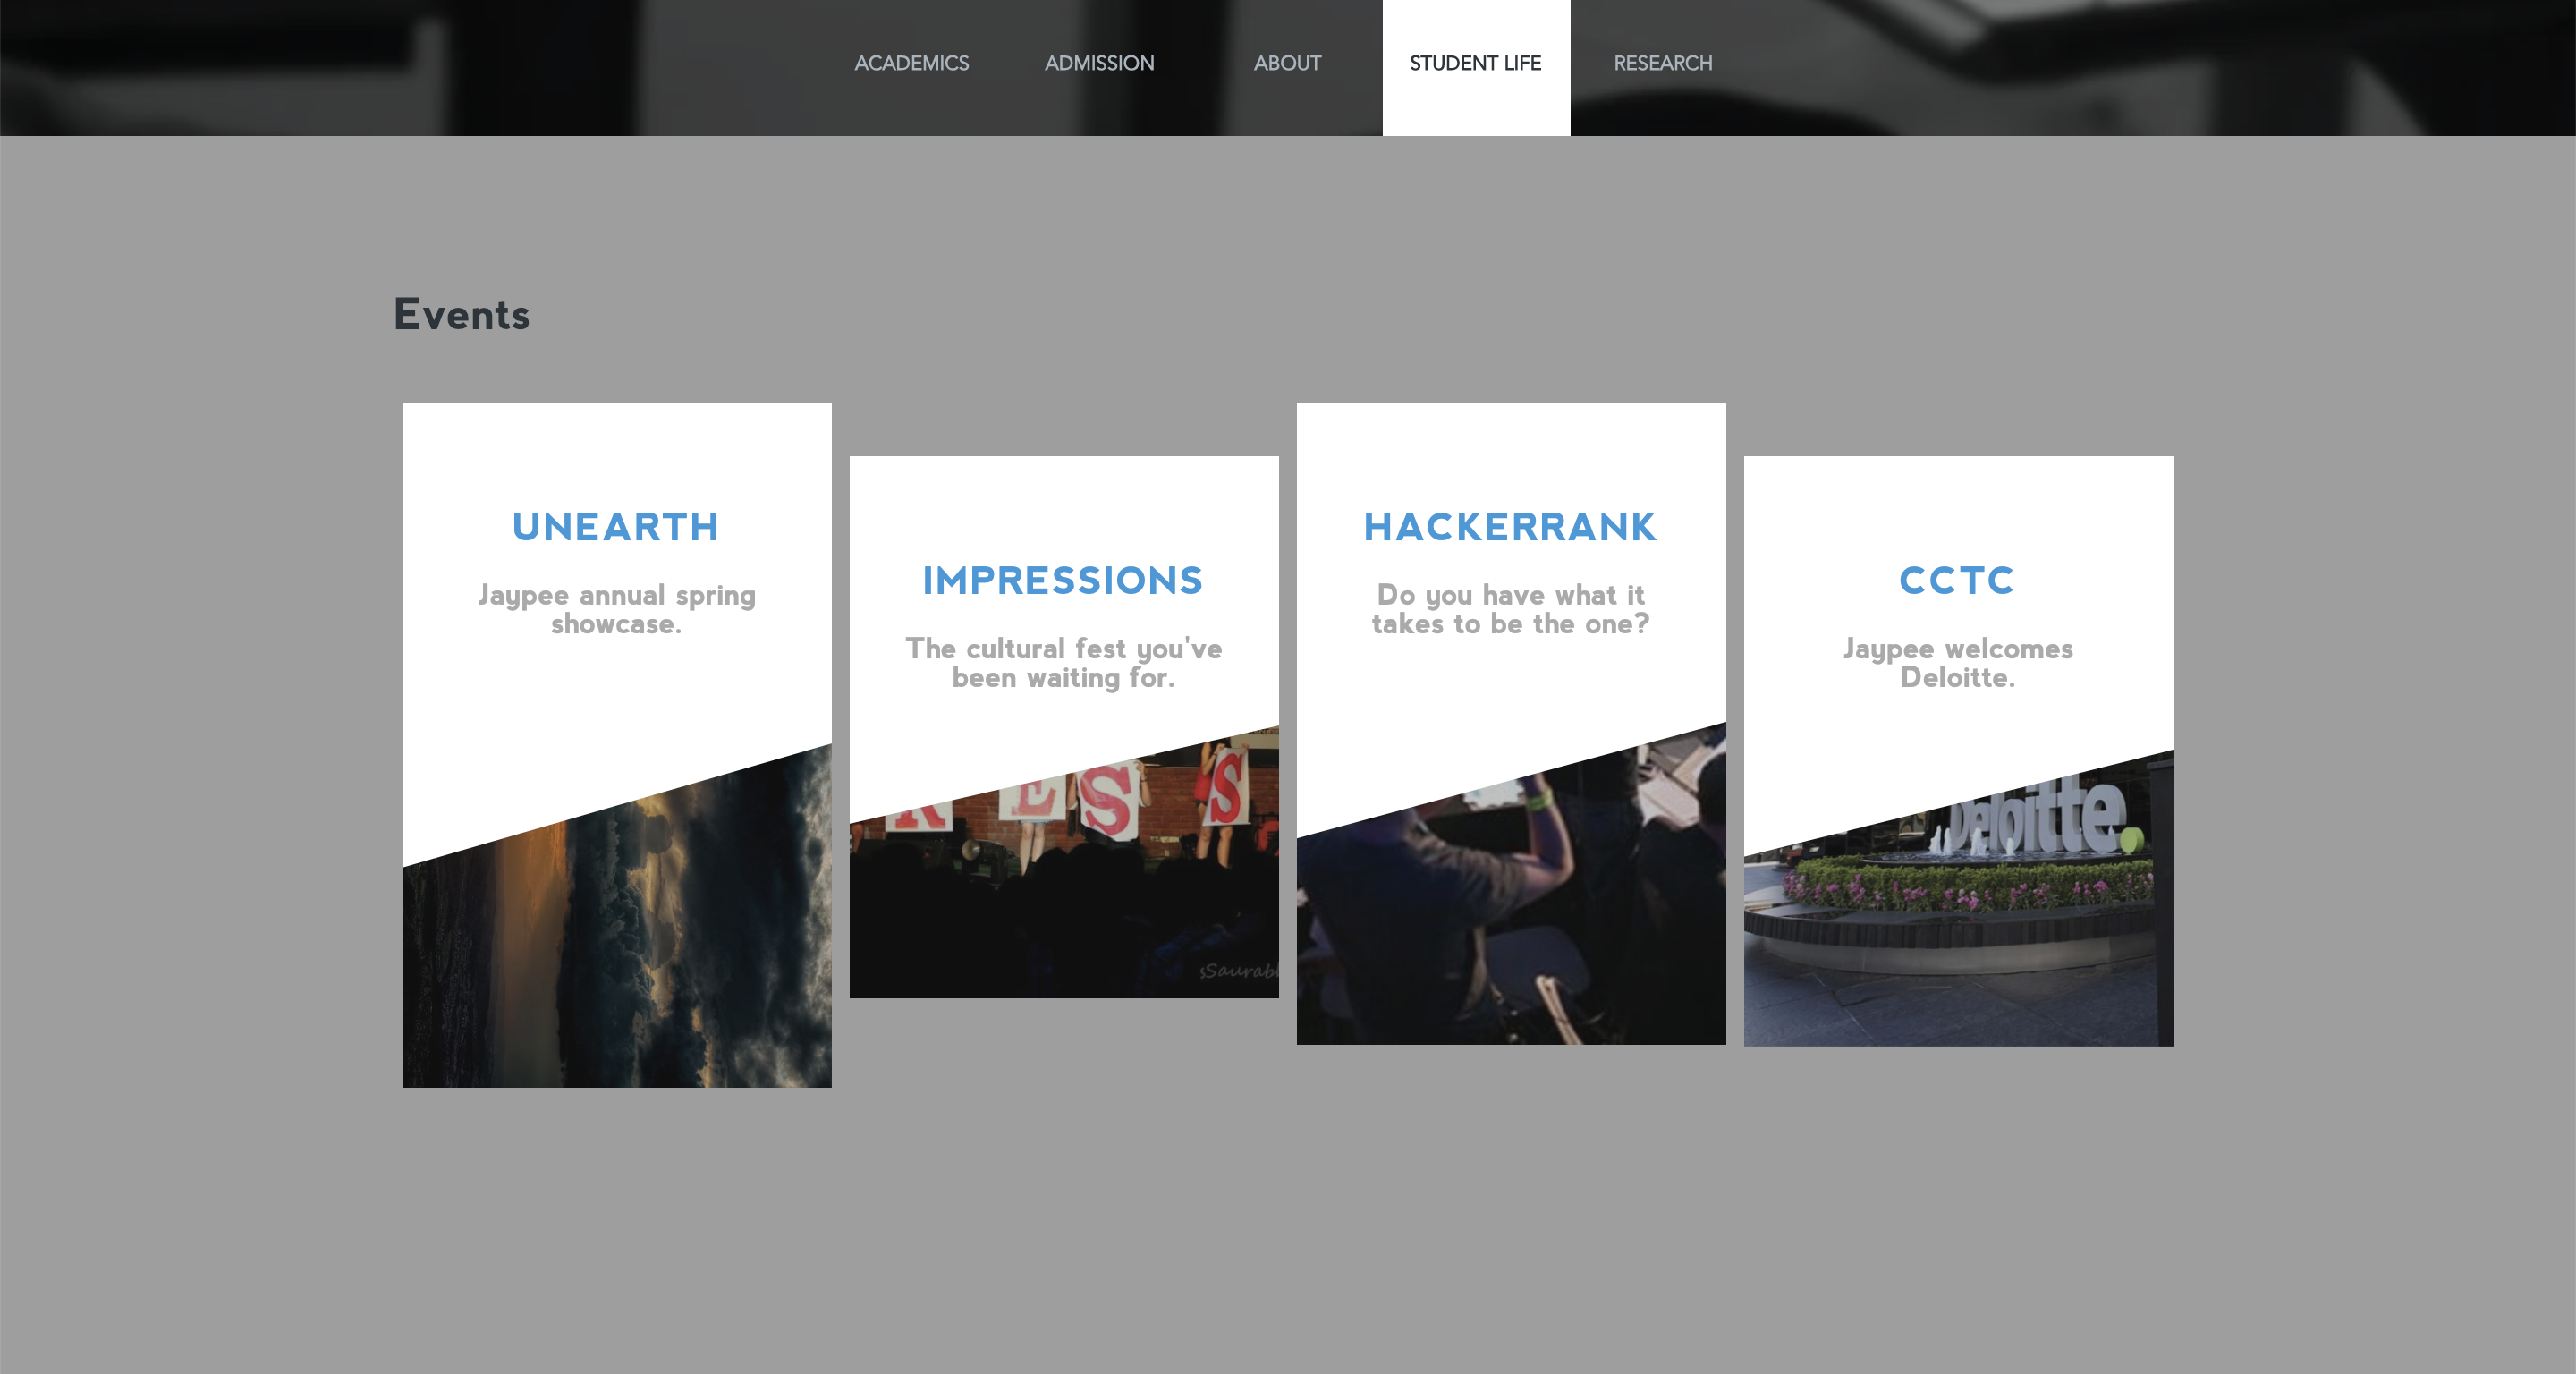 ACADEMICS
ADMISSION
ABOUT
STUDENT LIFE
RESEARCH
Events
UNEARTH
Jaypee annual spring
showcase.
IMPRESSIONS
The cultural fest you've
been waiting for.
R E S S
sSaurabh
HACKERRANK
Do you have what it
takes to be the one?
CCTC
Jaypee welcomes
Deloitte.
Deloitte.